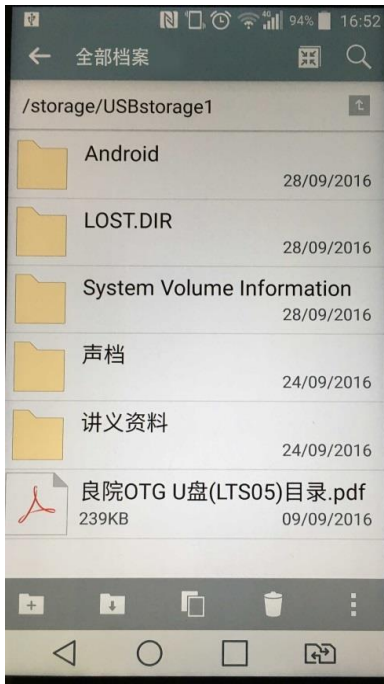 4G 94% 16:52
全部档案
/storage/USBstorage1
Android
28/09/2016
LOST.DIR
28/09/2016
System Volume Information
28/09/2016
声档
24/09/2016
讲义资料
24/09/2016
良院OTG U盘(LTS05)目录.pdf
239KB 09/09/2016